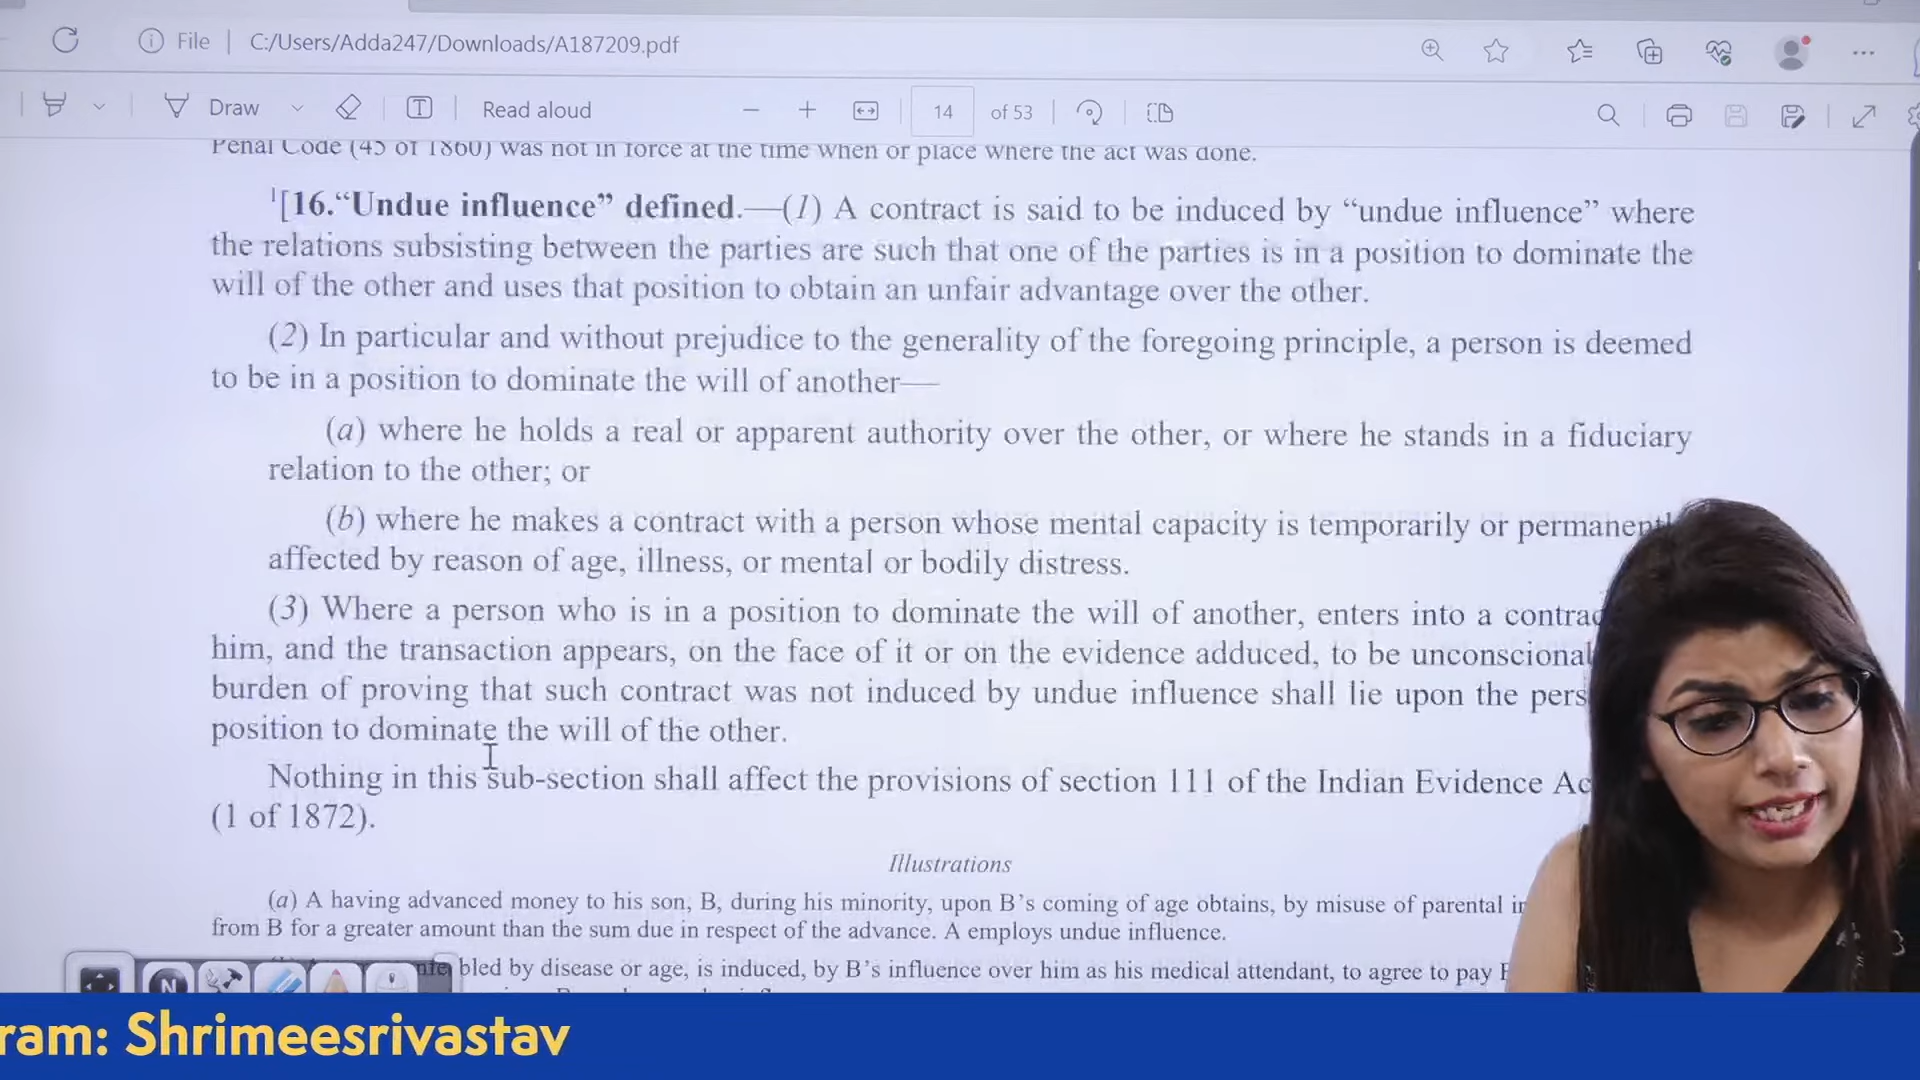 File | C:/Users/Adda247/Downloads/A187209.pdf
Draw Read aloud 14 of 53
Penal Code (45 of 1860) was not in force at the time when or place where the act was done.
1[16.“Undue influence” defined.—(1) A contract is said to be induced by “undue influence” where
the relations subsisting between the parties are such that one of the parties is in a position to dominate the
will of the other and uses that position to obtain an unfair advantage over the other.
(2) In particular and without prejudice to the generality of the foregoing principle, a person is deemed
to be in a position to dominate the will of another—
(a) where he holds a real or apparent authority over the other, or where he stands in a fiduciary
relation to the other; or
(b) where he makes a contract with a person whose mental capacity is temporarily or permanent
affected by reason of age, illness, or mental or bodily distress.
(3) Where a person who is in a position to dominate the will of another, enters into a contrac
him, and the transaction appears, on the face of it or on the evidence adduced, to be unconscional
burden of proving that such contract was not induced by undue influence shall lie upon the pers
position to dominate the will of the other.
Nothing in this sub-section shall affect the provisions of section 111 of the Indian Evidence Ac
(1 of 1872).
Illustrations
(a) A having advanced money to his son, B, during his minority, upon B’s coming of age obtains, by misuse of parental in
from B for a greater amount than the sum due in respect of the advance. A employs undue influence.
bled by disease or age, is induced, by B’s influence over him as his medical attendant, to agree to pay
ram: Shrimeesrivastav